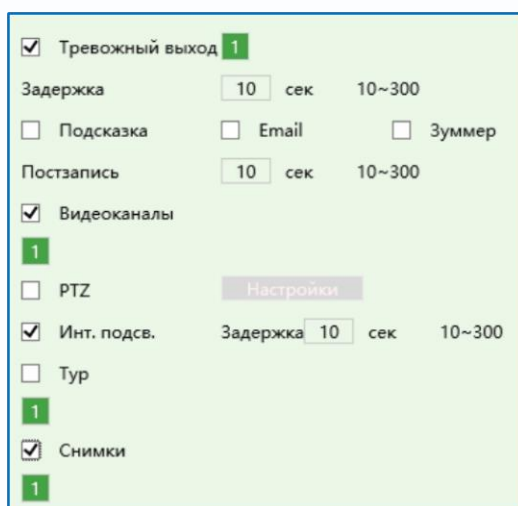 Тревожный выход 1
Задержка 10 сек 10~300
Подсказка Email Зуммер
Постзапись 10 сек 10~300
Видеоканалы
1
PTZ Настройки
Инт. подсв. Задержка 10 сек 10~300
Тур
1
Снимки
1